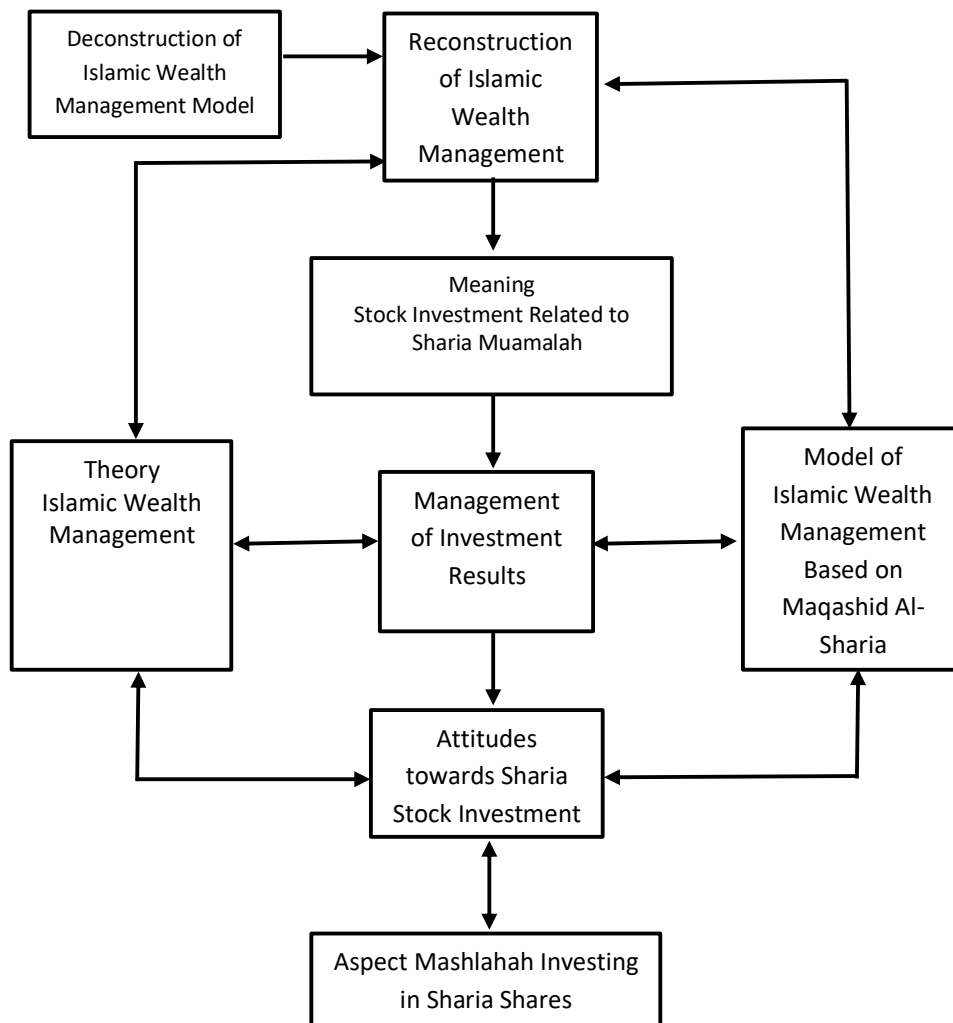 Deconstruction of
Islamic Wealth
Management Model
Reconstruction
of Islamic
Wealth
Management
Meaning
Stock Investment Related to
Sharia Muamalah
Theory
Islamic Wealth
Management
Management
of Investment
Results
Model of
Islamic Wealth
Management
Based on
Maqashid Al-
Sharia
Attitudes
towards Sharia
Stock Investment
Aspect Mashlahah Investing
in Sharia Shares